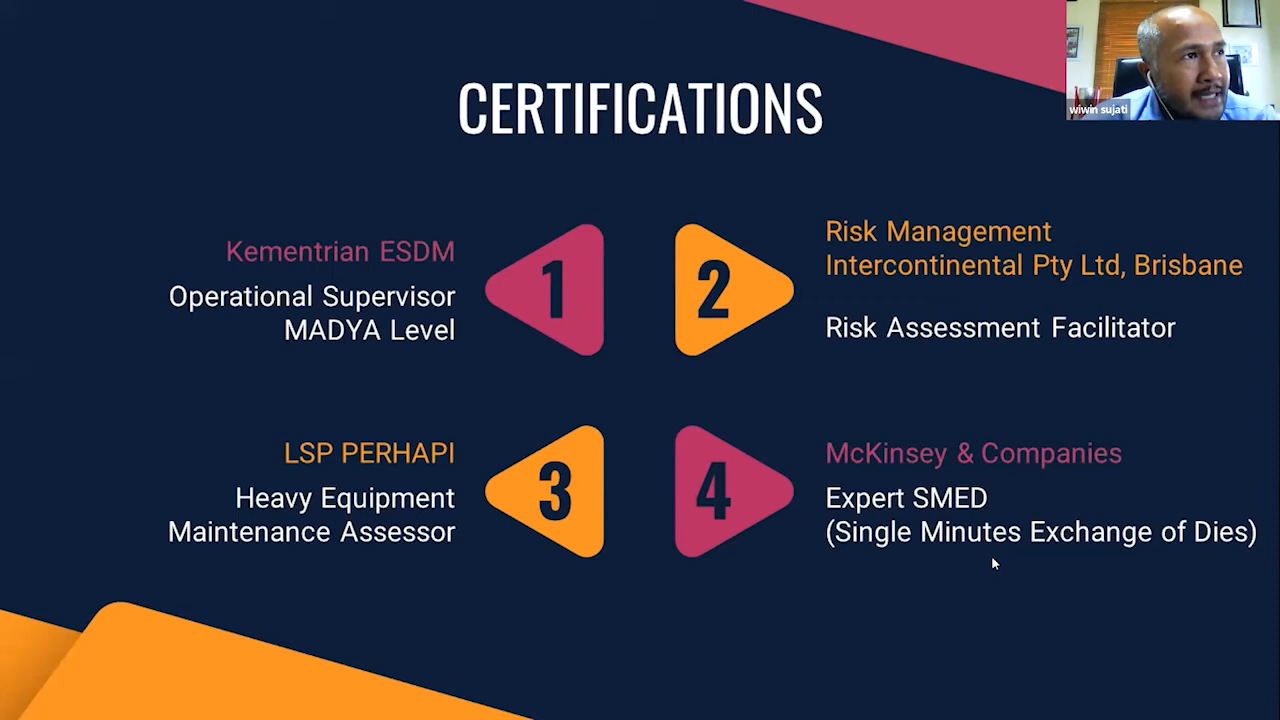 CERTIFICATIONS
wiwin sujati
Kementrian ESDM
Operational Supervisor
MADYA Level
1
2
Risk Management
Intercontinental Pty Ltd, Brisbane
Risk Assessment Facilitator
LSP PERHAPI
Heavy Equipment
Maintenance Assessor
3
4
McKinsey & Companies
Expert SMED
(Single Minutes Exchange of Dies)